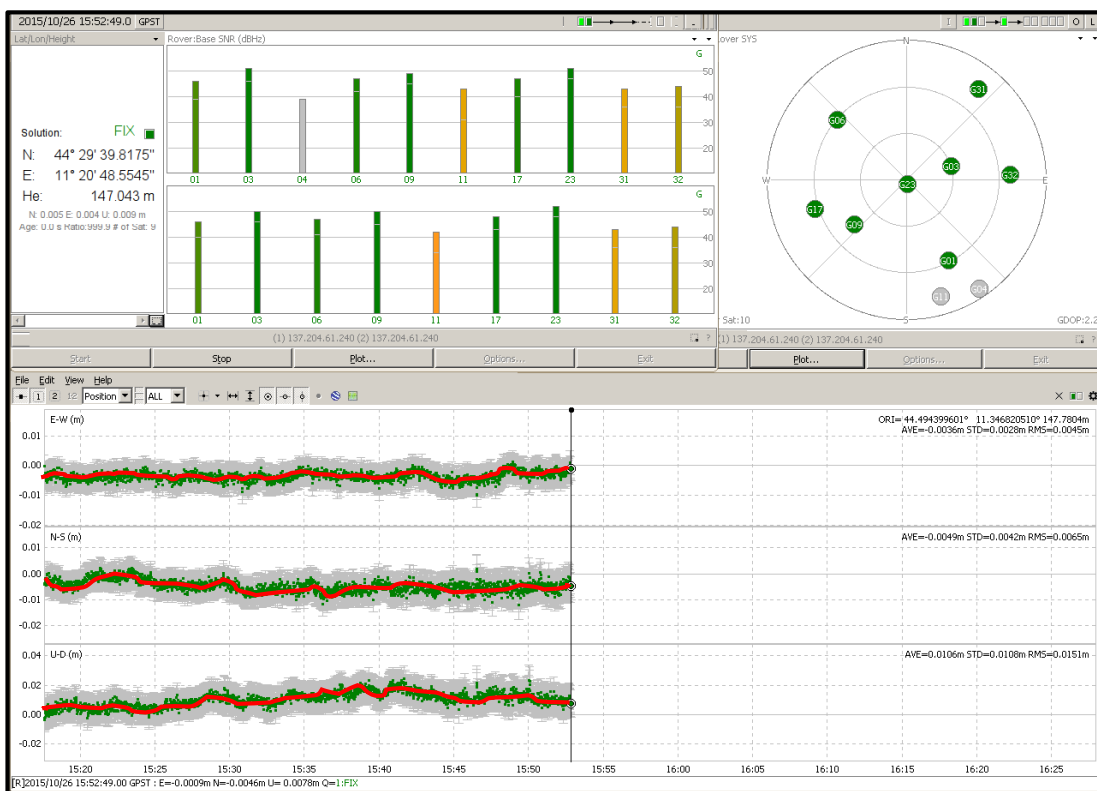 2015/10/26 15:52:49.0 GPST
O L
Lat/Lon/Height
Rover:Base SNR (dBHz)
over SYS
Solution: FIX
N: 44° 29' 39.8175"
E: 11° 20' 48.5545"
He: 147.043 m
N: 0.005 E: 0.004 U: 0.009 m
Age: 0.0 s Ratio:999.9 # of Sat: 9
G
50
40
30
20
01 03 04 06 09 11 17 23 31 32
G
50
40
30
20
01 03 06 09 11 17 23 31 32
N
G31
G06
G03
G32
W
E
G23
G17
G09
G01
G11
G04
S
Sat:10
GDOP:2.2
(1) 137.204.61.240 (2) 137.204.61.240
?
(1) 137.204.61.240 (2) 137.204.61.240
?
Start Stop Plot... Options... Exit
Plot... Options... Exit
File Edit View Help
1 2 12 Position ALL
E-W (m)
ORI= 44.494399601° 11.346820510° 147.7804m
AVE=-0.0036m STD=0.0028m RMS=0.0045m
0.01
0.00
-0.01
-0.02
N-S (m)
AVE=-0.0049m STD=0.0042m RMS=0.0065m
0.01
0.00
-0.01
-0.02
U-D (m)
AVE=0.0106m STD=0.0108m RMS=0.0151m
0.04
0.02
0.00
-0.02
15:20 15:25 15:30 15:35 15:40 15:45 15:50 15:55 16:00 16:05 16:10 16:15 16:20 16:25
[R]2015/10/26 15:52:49.00 GPST : E=-0.0009m N=-0.0046m U= 0.0078m Q=1:FIX